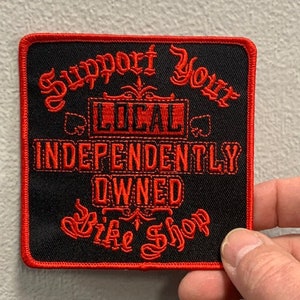 Support Your
LOCAL
INDEPENDENTLY
OWNED
Bike Shop